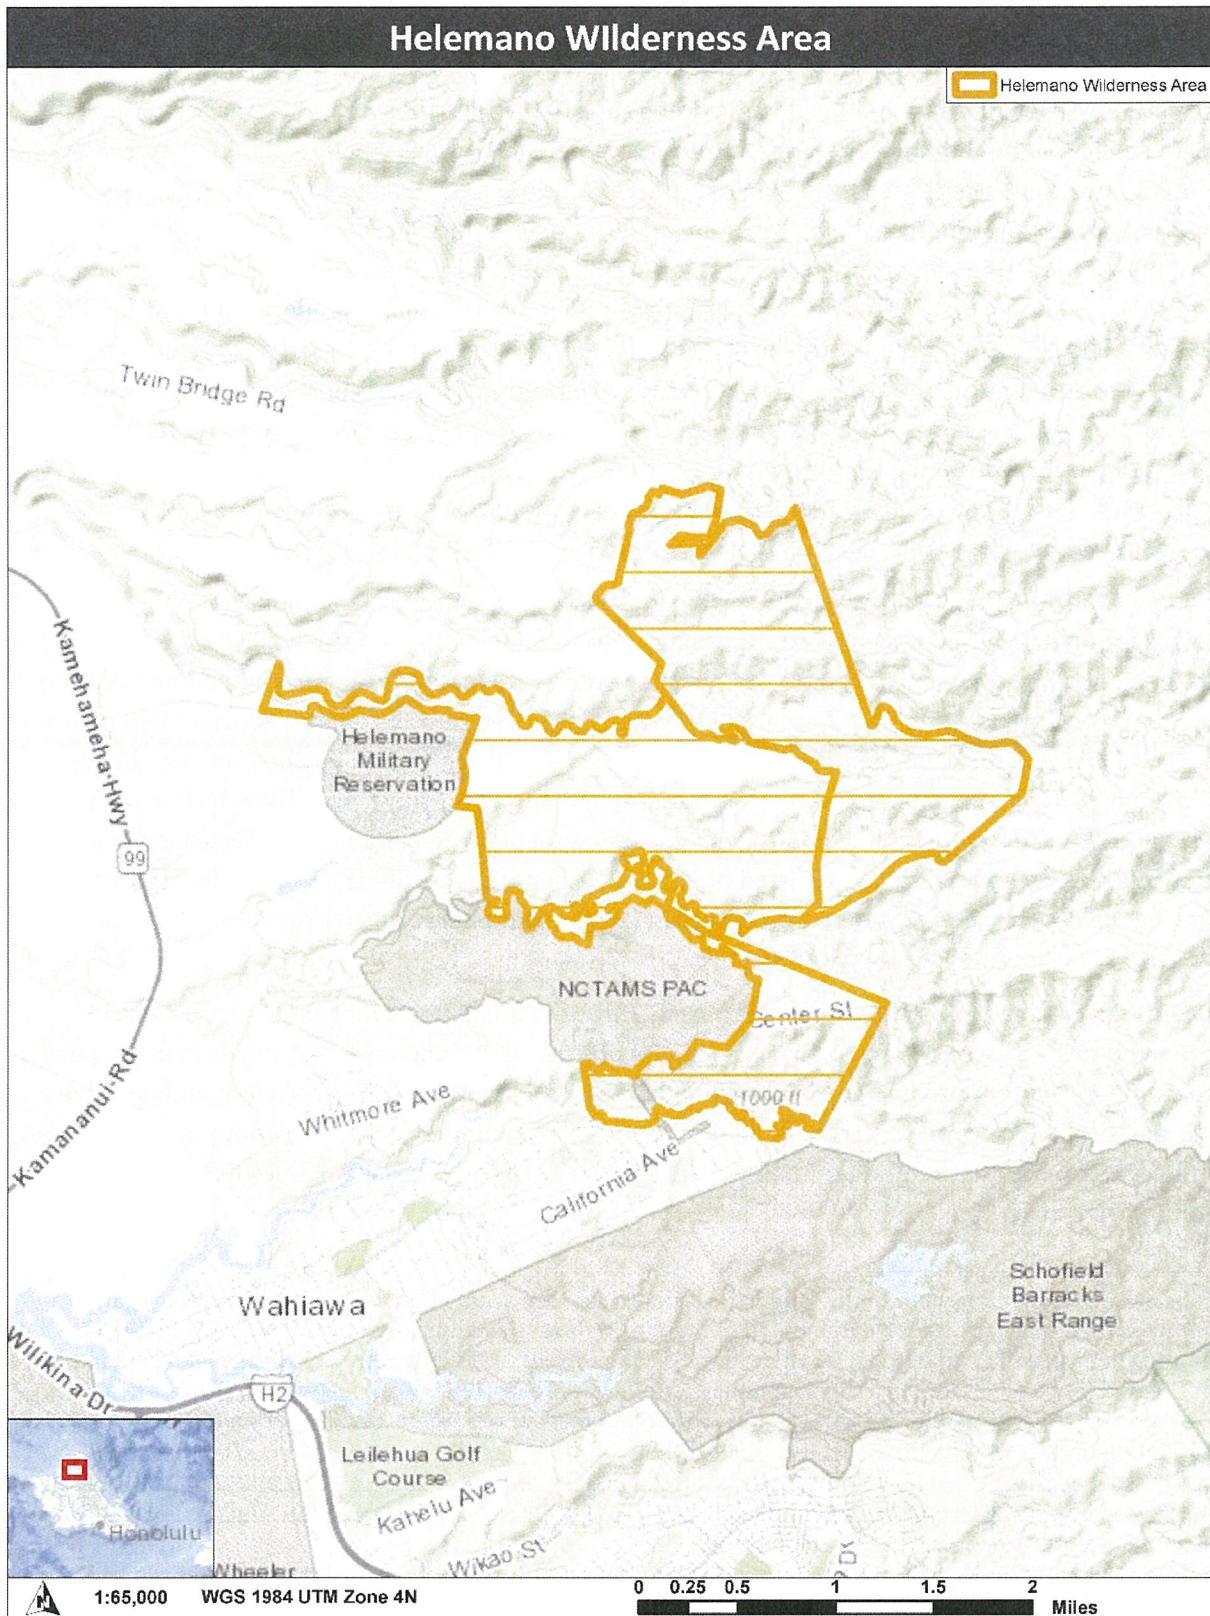 Helemano WIlderness Area
Helemano Wilderness Area
Twin Bridge Rd
Kamehameha Hwy
Helemano
Military
Reservation
99
NCTAMS PAC
Center St
1000 ft
Whitmore Ave
Kamananui Rd
California Ave
Schofield
Barracks
East Range
Wahiawa
Wilikina Dr
H2
Leilehua Golf
Course
Kahelu Ave
Honolulu
Wikao St
Dr
Wheeler
N
1:65,000 WGS 1984 UTM Zone 4N
0 0.25 0.5 1 1.5 2
Miles